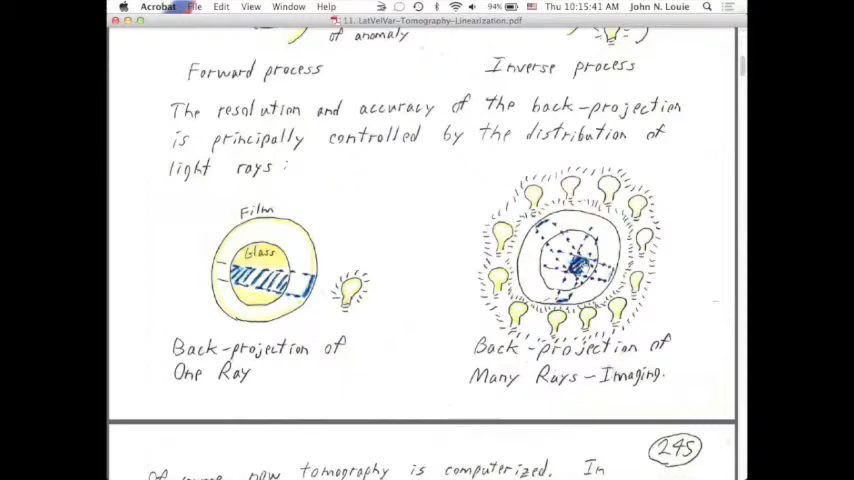 Acrobat File Edit View Window Help
94% Thu 10:15:41 AM John N. Louie
11. LatVelVar-Tomography-Linearization.pdf
of anomaly
Forward process
Inverse process
The resolution and accuracy of the back-projection
is principally controlled by the distribution of
light rays:
Film
Glass
Back-projection of
One Ray
Back-projection of
Many Rays - Imaging.
245
Of course now tomography is computerized. In